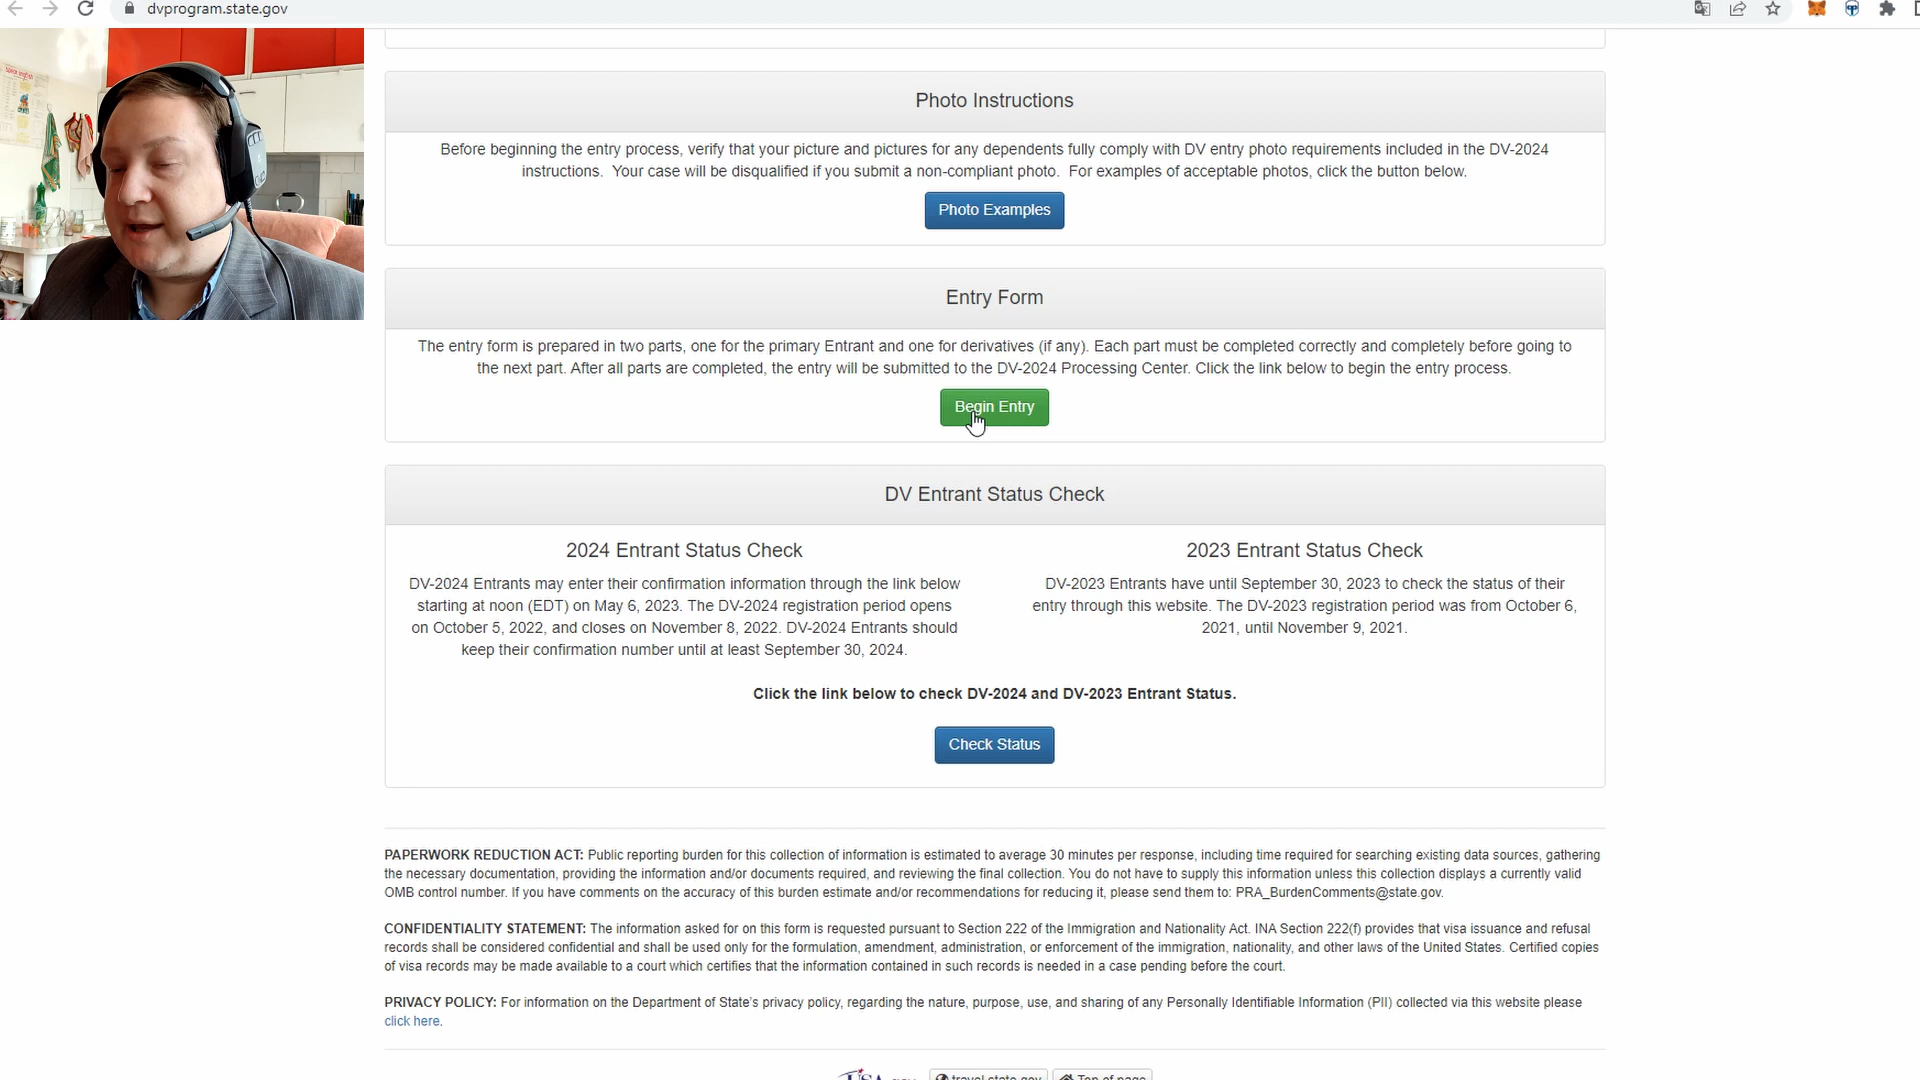 dvprogram.state.gov
Speak english
Photo Instructions
Before beginning the entry process, verify that your picture and pictures for any dependents fully comply with DV entry photo requirements included in the DV-2024
instructions.  Your case will be disqualified if you submit a non-compliant photo.  For examples of acceptable photos, click the button below.
Photo Examples
Entry Form
The entry form is prepared in two parts, one for the primary Entrant and one for derivatives (if any). Each part must be completed correctly and completely before going to
the next part. After all parts are completed, the entry will be submitted to the DV-2024 Processing Center. Click the link below to begin the entry process.
Begin Entry
DV Entrant Status Check
2024 Entrant Status Check
DV-2024 Entrants may enter their confirmation information through the link below
starting at noon (EDT) on May 6, 2023. The DV-2024 registration period opens
on October 5, 2022, and closes on November 8, 2022. DV-2024 Entrants should
keep their confirmation number until at least September 30, 2024.
2023 Entrant Status Check
DV-2023 Entrants have until September 30, 2023 to check the status of their
entry through this website. The DV-2023 registration period was from October 6,
2021, until November 9, 2021.
Click the link below to check DV-2024 and DV-2023 Entrant Status.
Check Status
PAPERWORK REDUCTION ACT: Public reporting burden for this collection of information is estimated to average 30 minutes per response, including time required for searching existing data sources, gathering
the necessary documentation, providing the information and/or documents required, and reviewing the final collection. You do not have to supply this information unless this collection displays a currently valid
OMB control number. If you have comments on the accuracy of this burden estimate and/or recommendations for reducing it, please send them to: PRA_BurdenComments@state.gov.
CONFIDENTIALITY STATEMENT: The information asked for on this form is requested pursuant to Section 222 of the Immigration and Nationality Act. INA Section 222(f) provides that visa issuance and refusal
records shall be considered confidential and shall be used only for the formulation, amendment, administration, or enforcement of the immigration, nationality, and other laws of the United States. Certified copies
of visa records may be made available to a court which certifies that the information contained in such records is needed in a case pending before the court.
PRIVACY POLICY: For information on the Department of State's privacy policy, regarding the nature, purpose, use, and sharing of any Personally Identifiable Information (PII) collected via this website please
click here.
USA.gov travel.state.gov Top of page